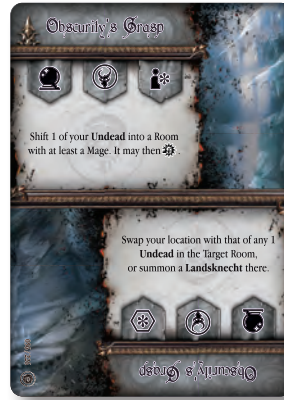 Obscurity's Grasp
Shift 1 of your Undead into a Room
with at least a Mage. It may then .
Swap your location with that of any 1
Undead in the Target Room,
or summon a Landsknecht there.
Obscurity's Grasp